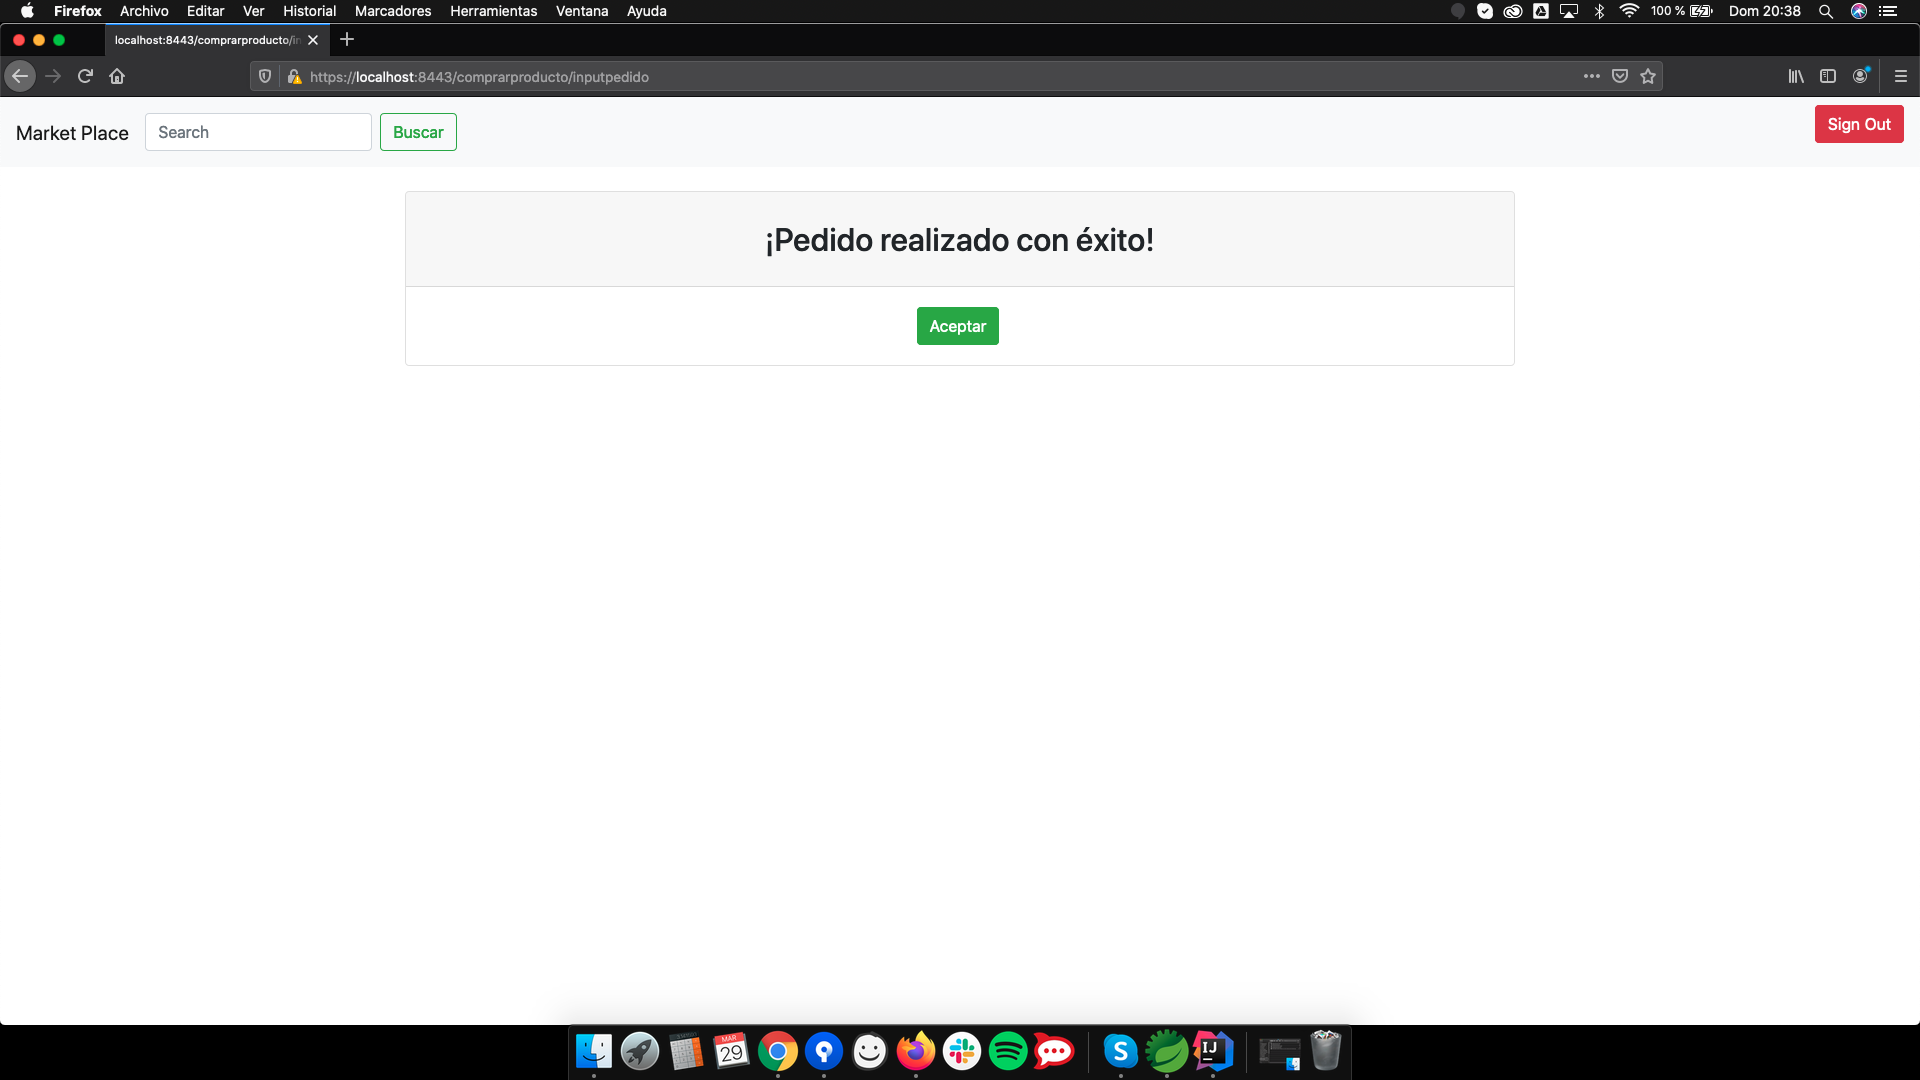 Firefox Archivo Editar Ver Historial Marcadores Herramientas Ventana Ayuda 100 % Dom 20:38
localhost:8443/comprarproducto/in
https://localhost:8443/comprarproducto/inputpedido
Market Place Search Buscar Sign Out
¡Pedido realizado con éxito!
Aceptar
MAR
29
S
IJ